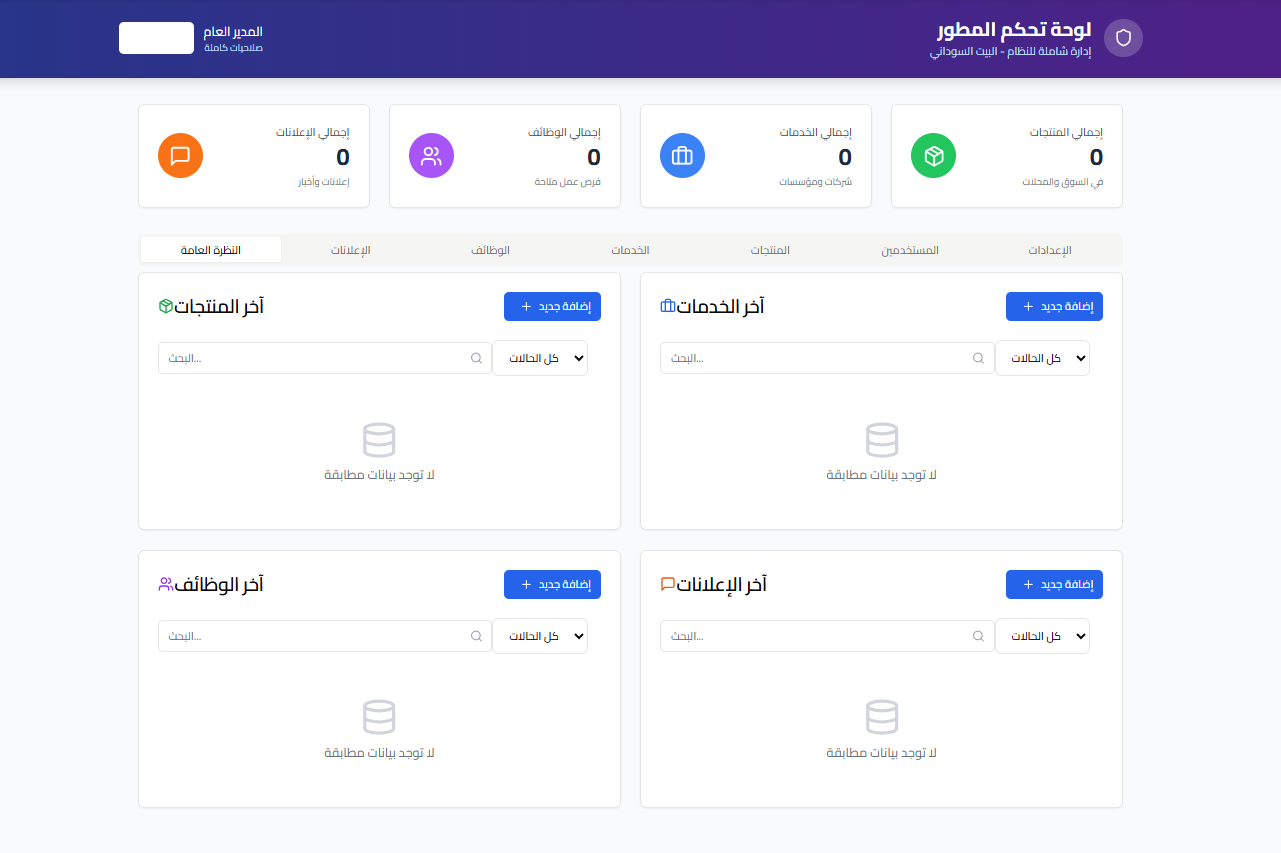 لوحة تحكم المطور
إدارة شاملة للنظام - البيت السوداني
المدير العام
صلاحيات كاملة
إجمالي المنتجات
0
في السوق والمحلات
إجمالي الخدمات
0
شركات ومؤسسات
إجمالي الوظائف
0
فرص عمل متاحة
إجمالي الإعلانات
0
إعلانات وأخبار
الإعدادات
المستخدمين
المنتجات
الخدمات
الوظائف
الإعلانات
النظرة العامة
إضافة جديد +
آخر الخدمات
كل الحالات
البحث...
لا توجد بيانات مطابقة
إضافة جديد +
آخر المنتجات
كل الحالات
البحث...
لا توجد بيانات مطابقة
إضافة جديد +
آخر الإعلانات
كل الحالات
البحث...
لا توجد بيانات مطابقة
إضافة جديد +
آخر الوظائف
كل الحالات
البحث...
لا توجد بيانات مطابقة